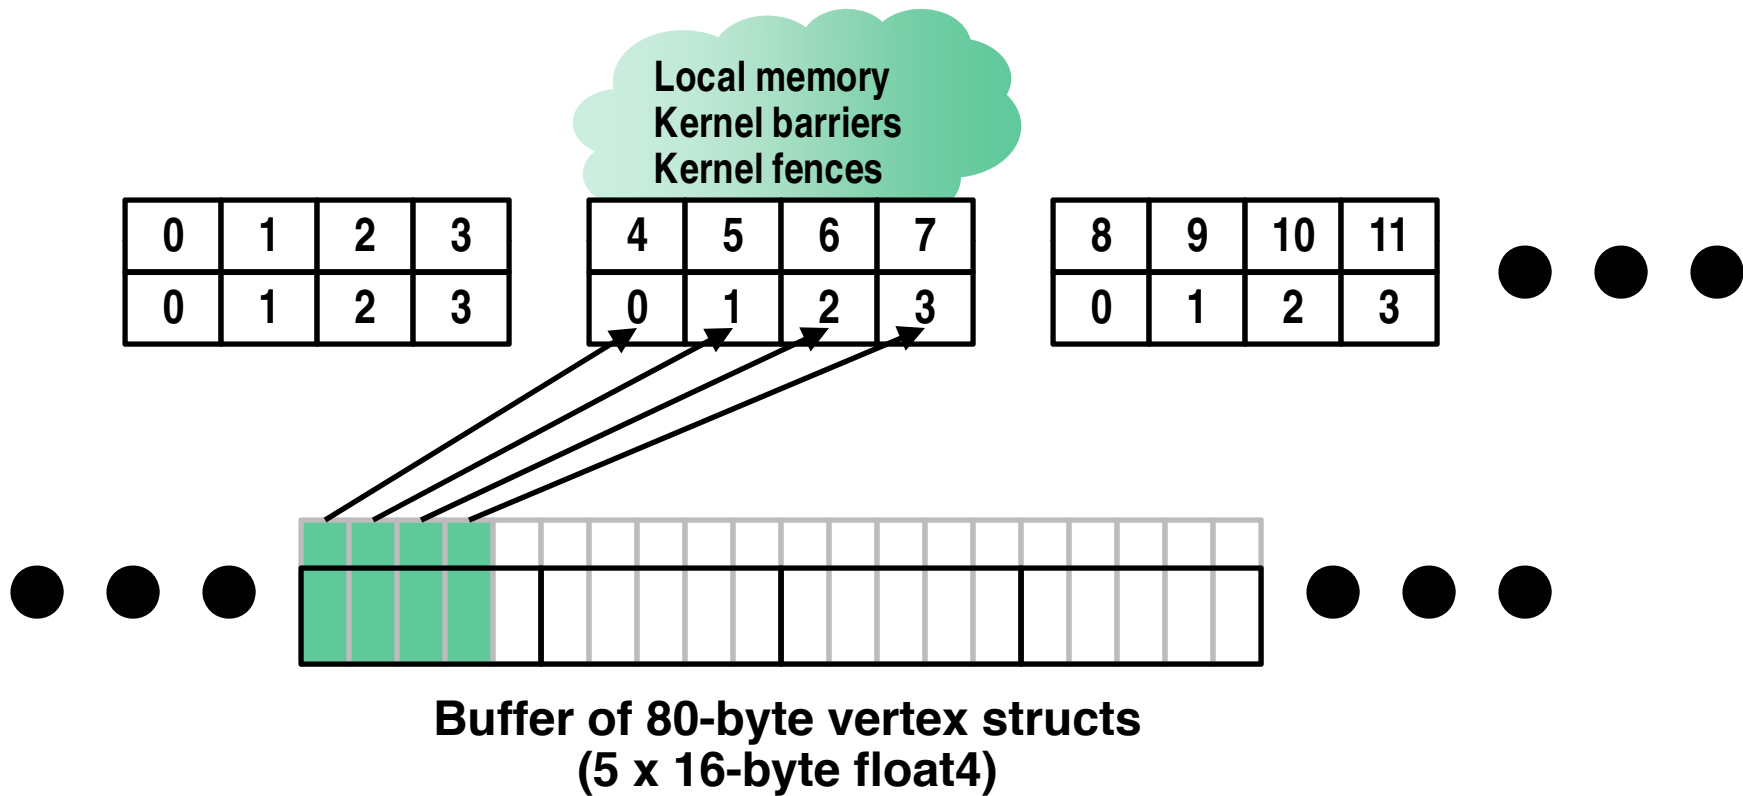 Local memory
Kernel barriers
Kernel fences
0 1 2 3 4 5 6 7 8 9 10 11
0 1 2 3 0 1 2 3 0 1 2 3
Buffer of 80-byte vertex structs
(5 x 16-byte float4)